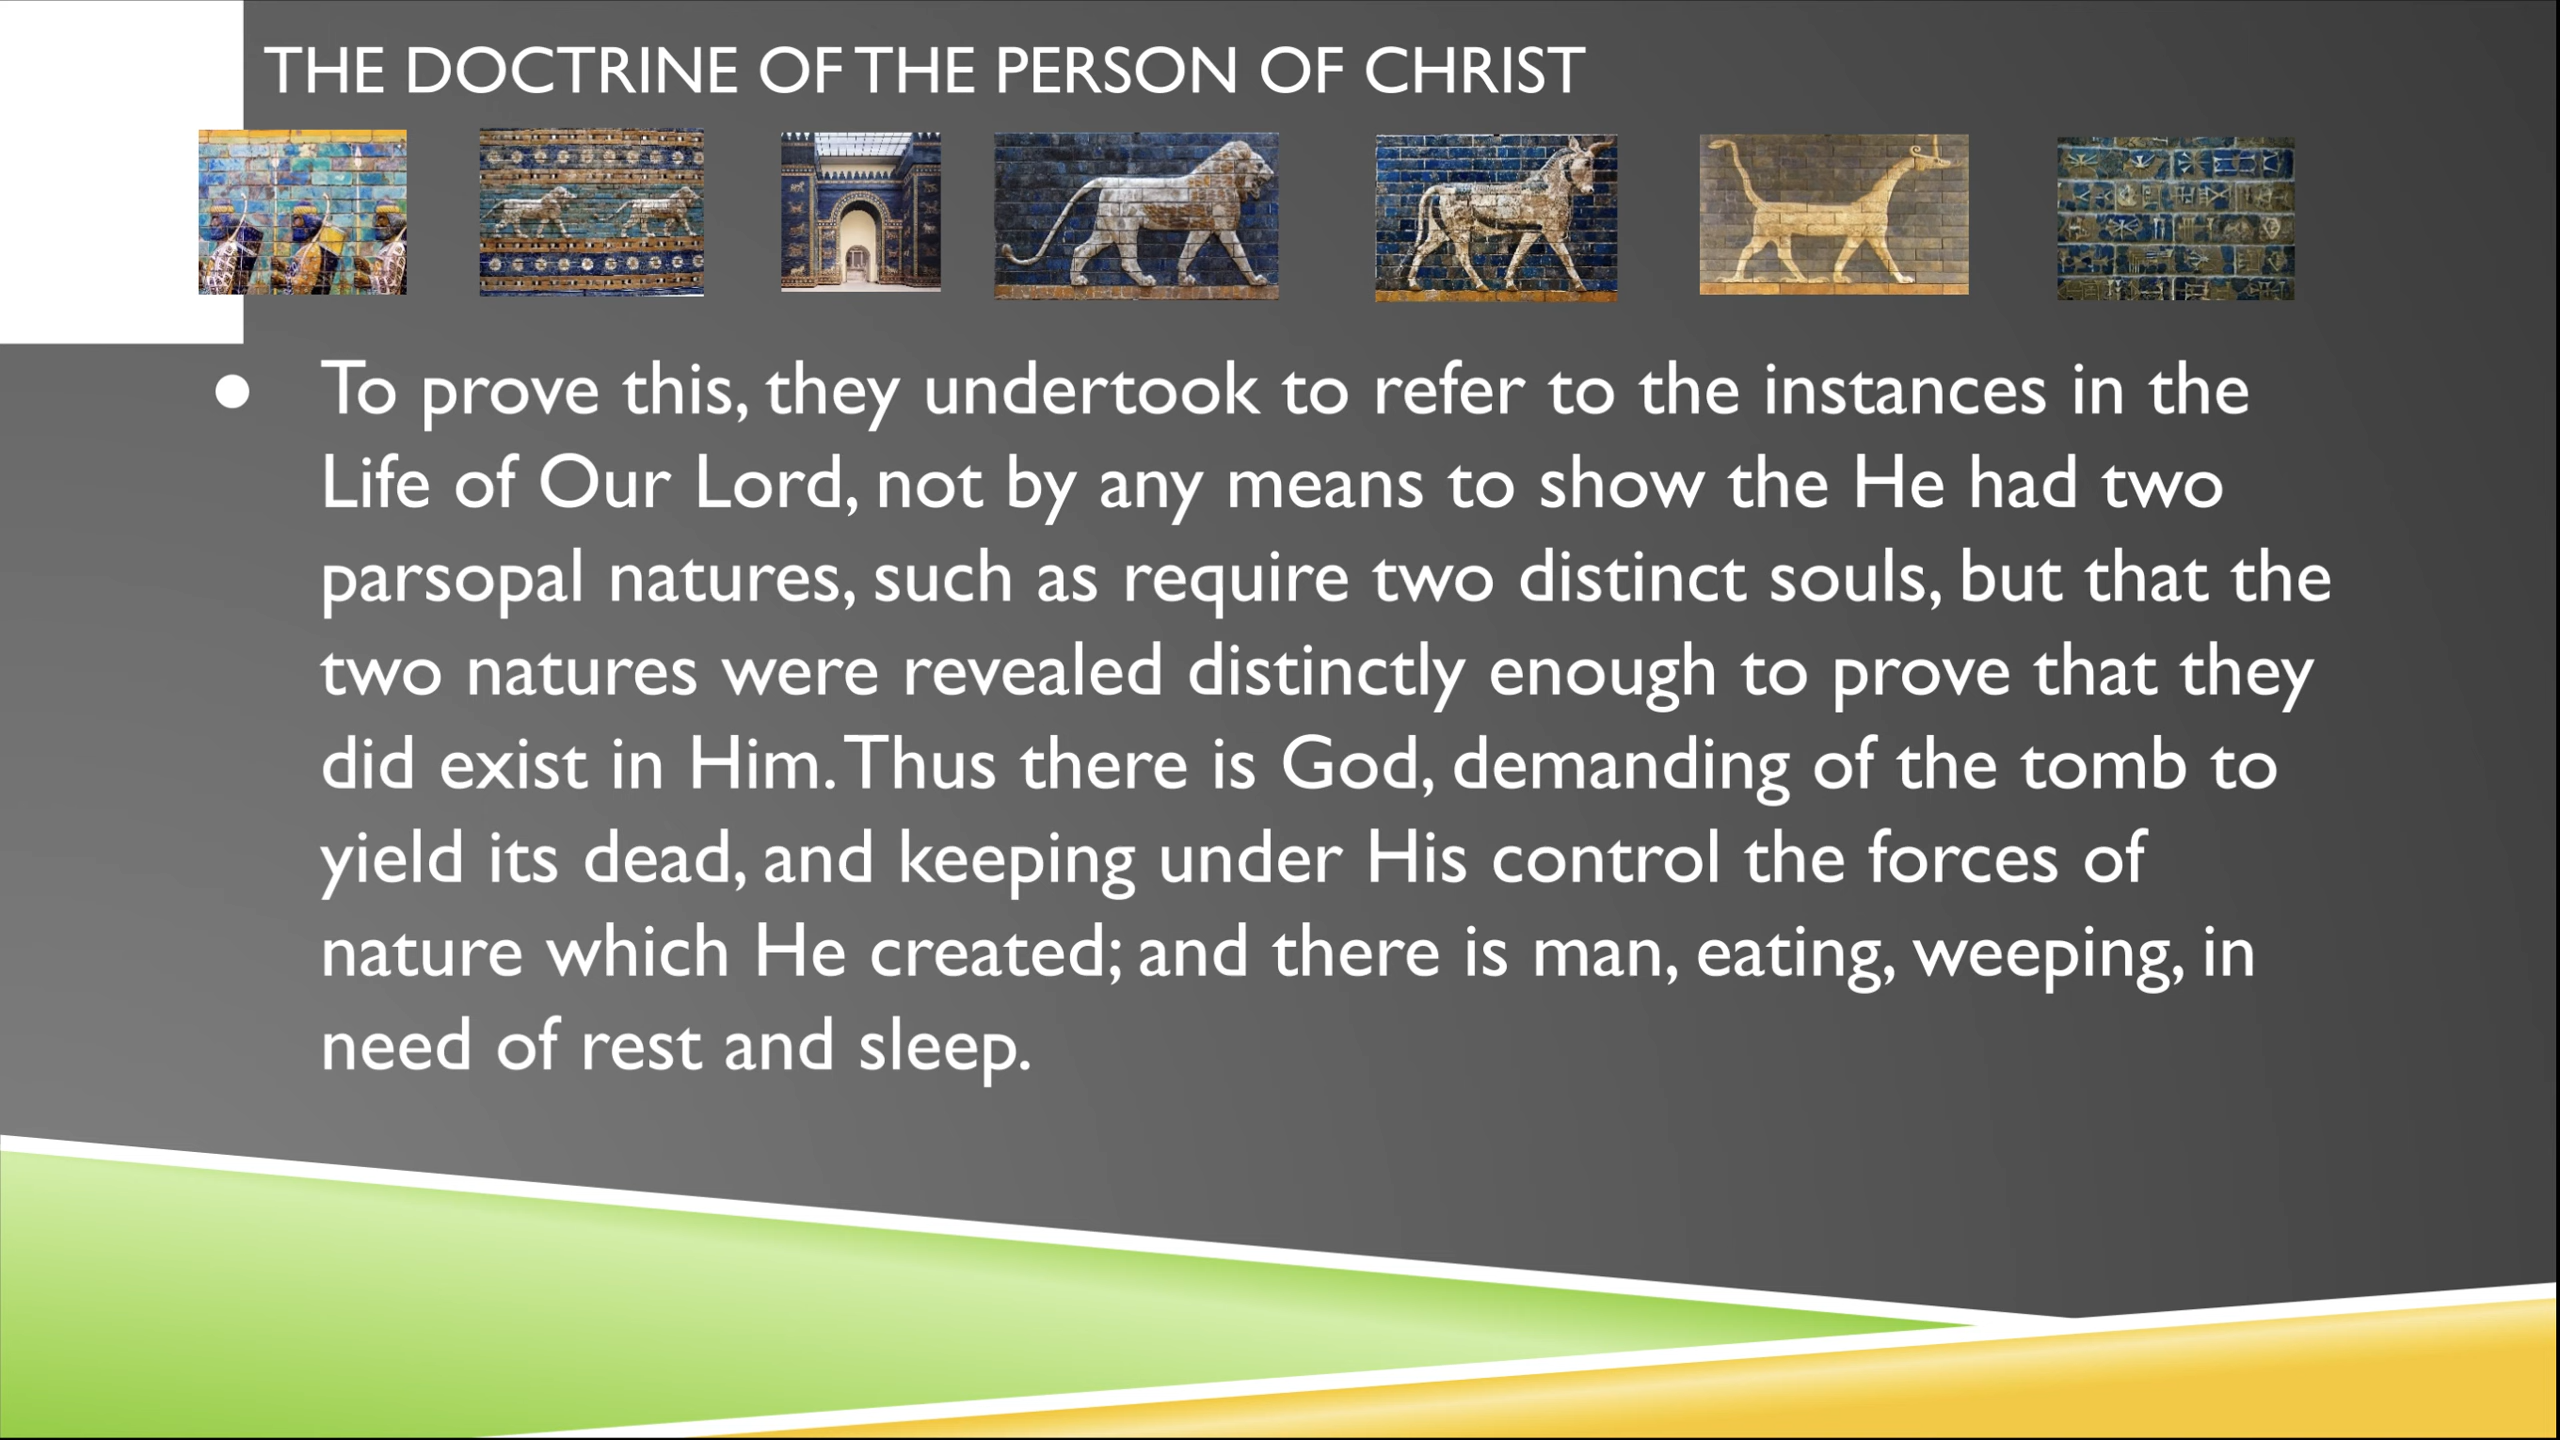 THE DOCTRINE OF THE PERSON OF CHRIST
● To prove this, they undertook to refer to the instances in the
Life of Our Lord, not by any means to show the He had two
parsopal natures, such as require two distinct souls, but that the
two natures were revealed distinctly enough to prove that they
did exist in Him. Thus there is God, demanding of the tomb to
yield its dead, and keeping under His control the forces of
nature which He created; and there is man, eating, weeping, in
need of rest and sleep.